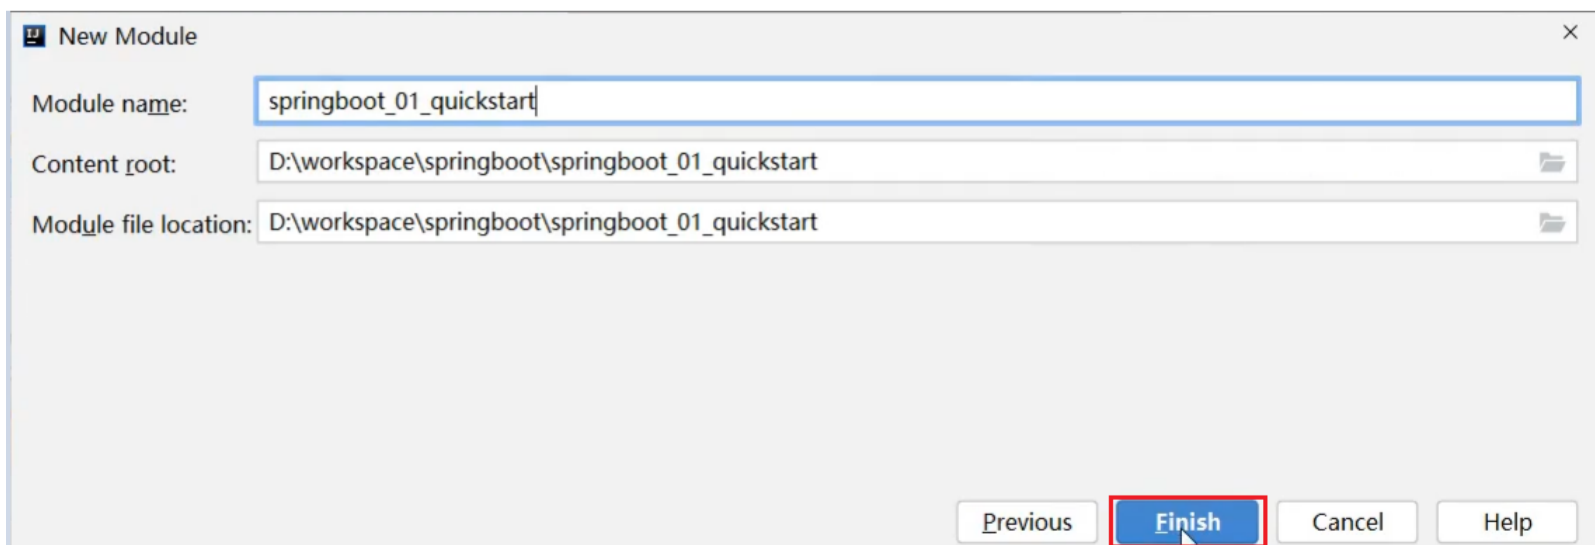 New Module
Module name: springboot_01_quickstart
Content root: D:\workspace\springboot\springboot_01_quickstart
Module file location: D:\workspace\springboot\springboot_01_quickstart
Previous Finish Cancel Help